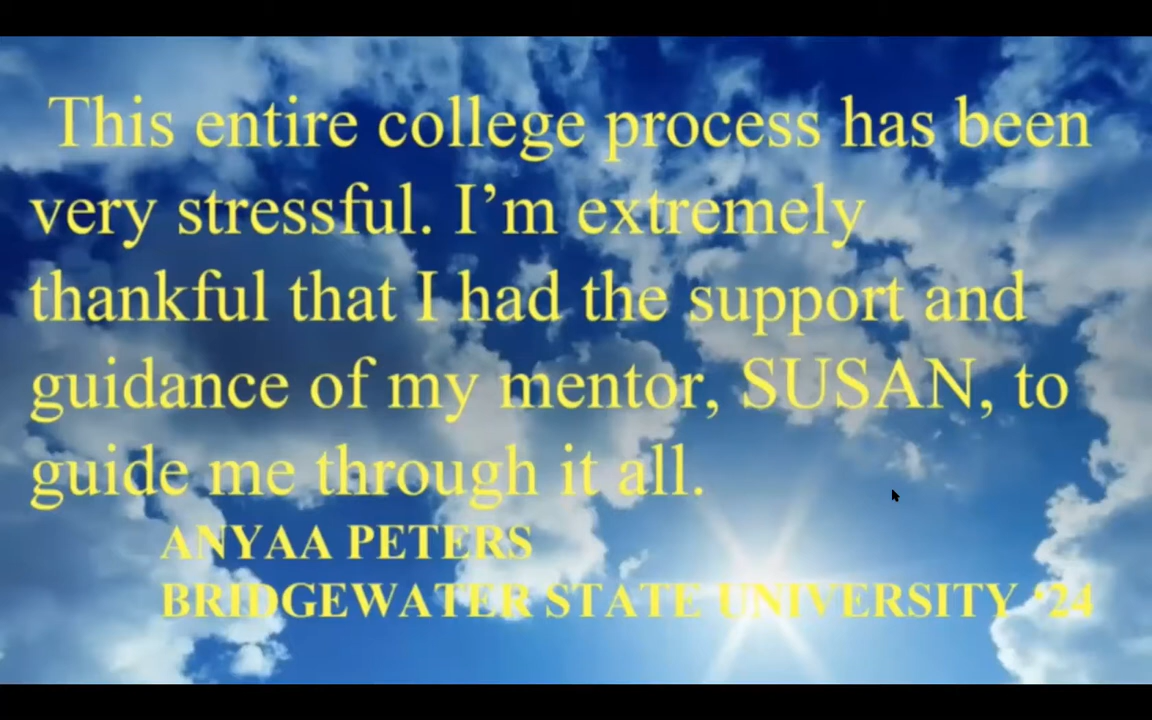 This entire college process has been
very stressful. I’m extremely
thankful that I had the support and
guidance of my mentor, SUSAN, to
guide me through it all.
ANYAA PETERS
BRIDGEWATER STATE UNIVERSITY ‘24